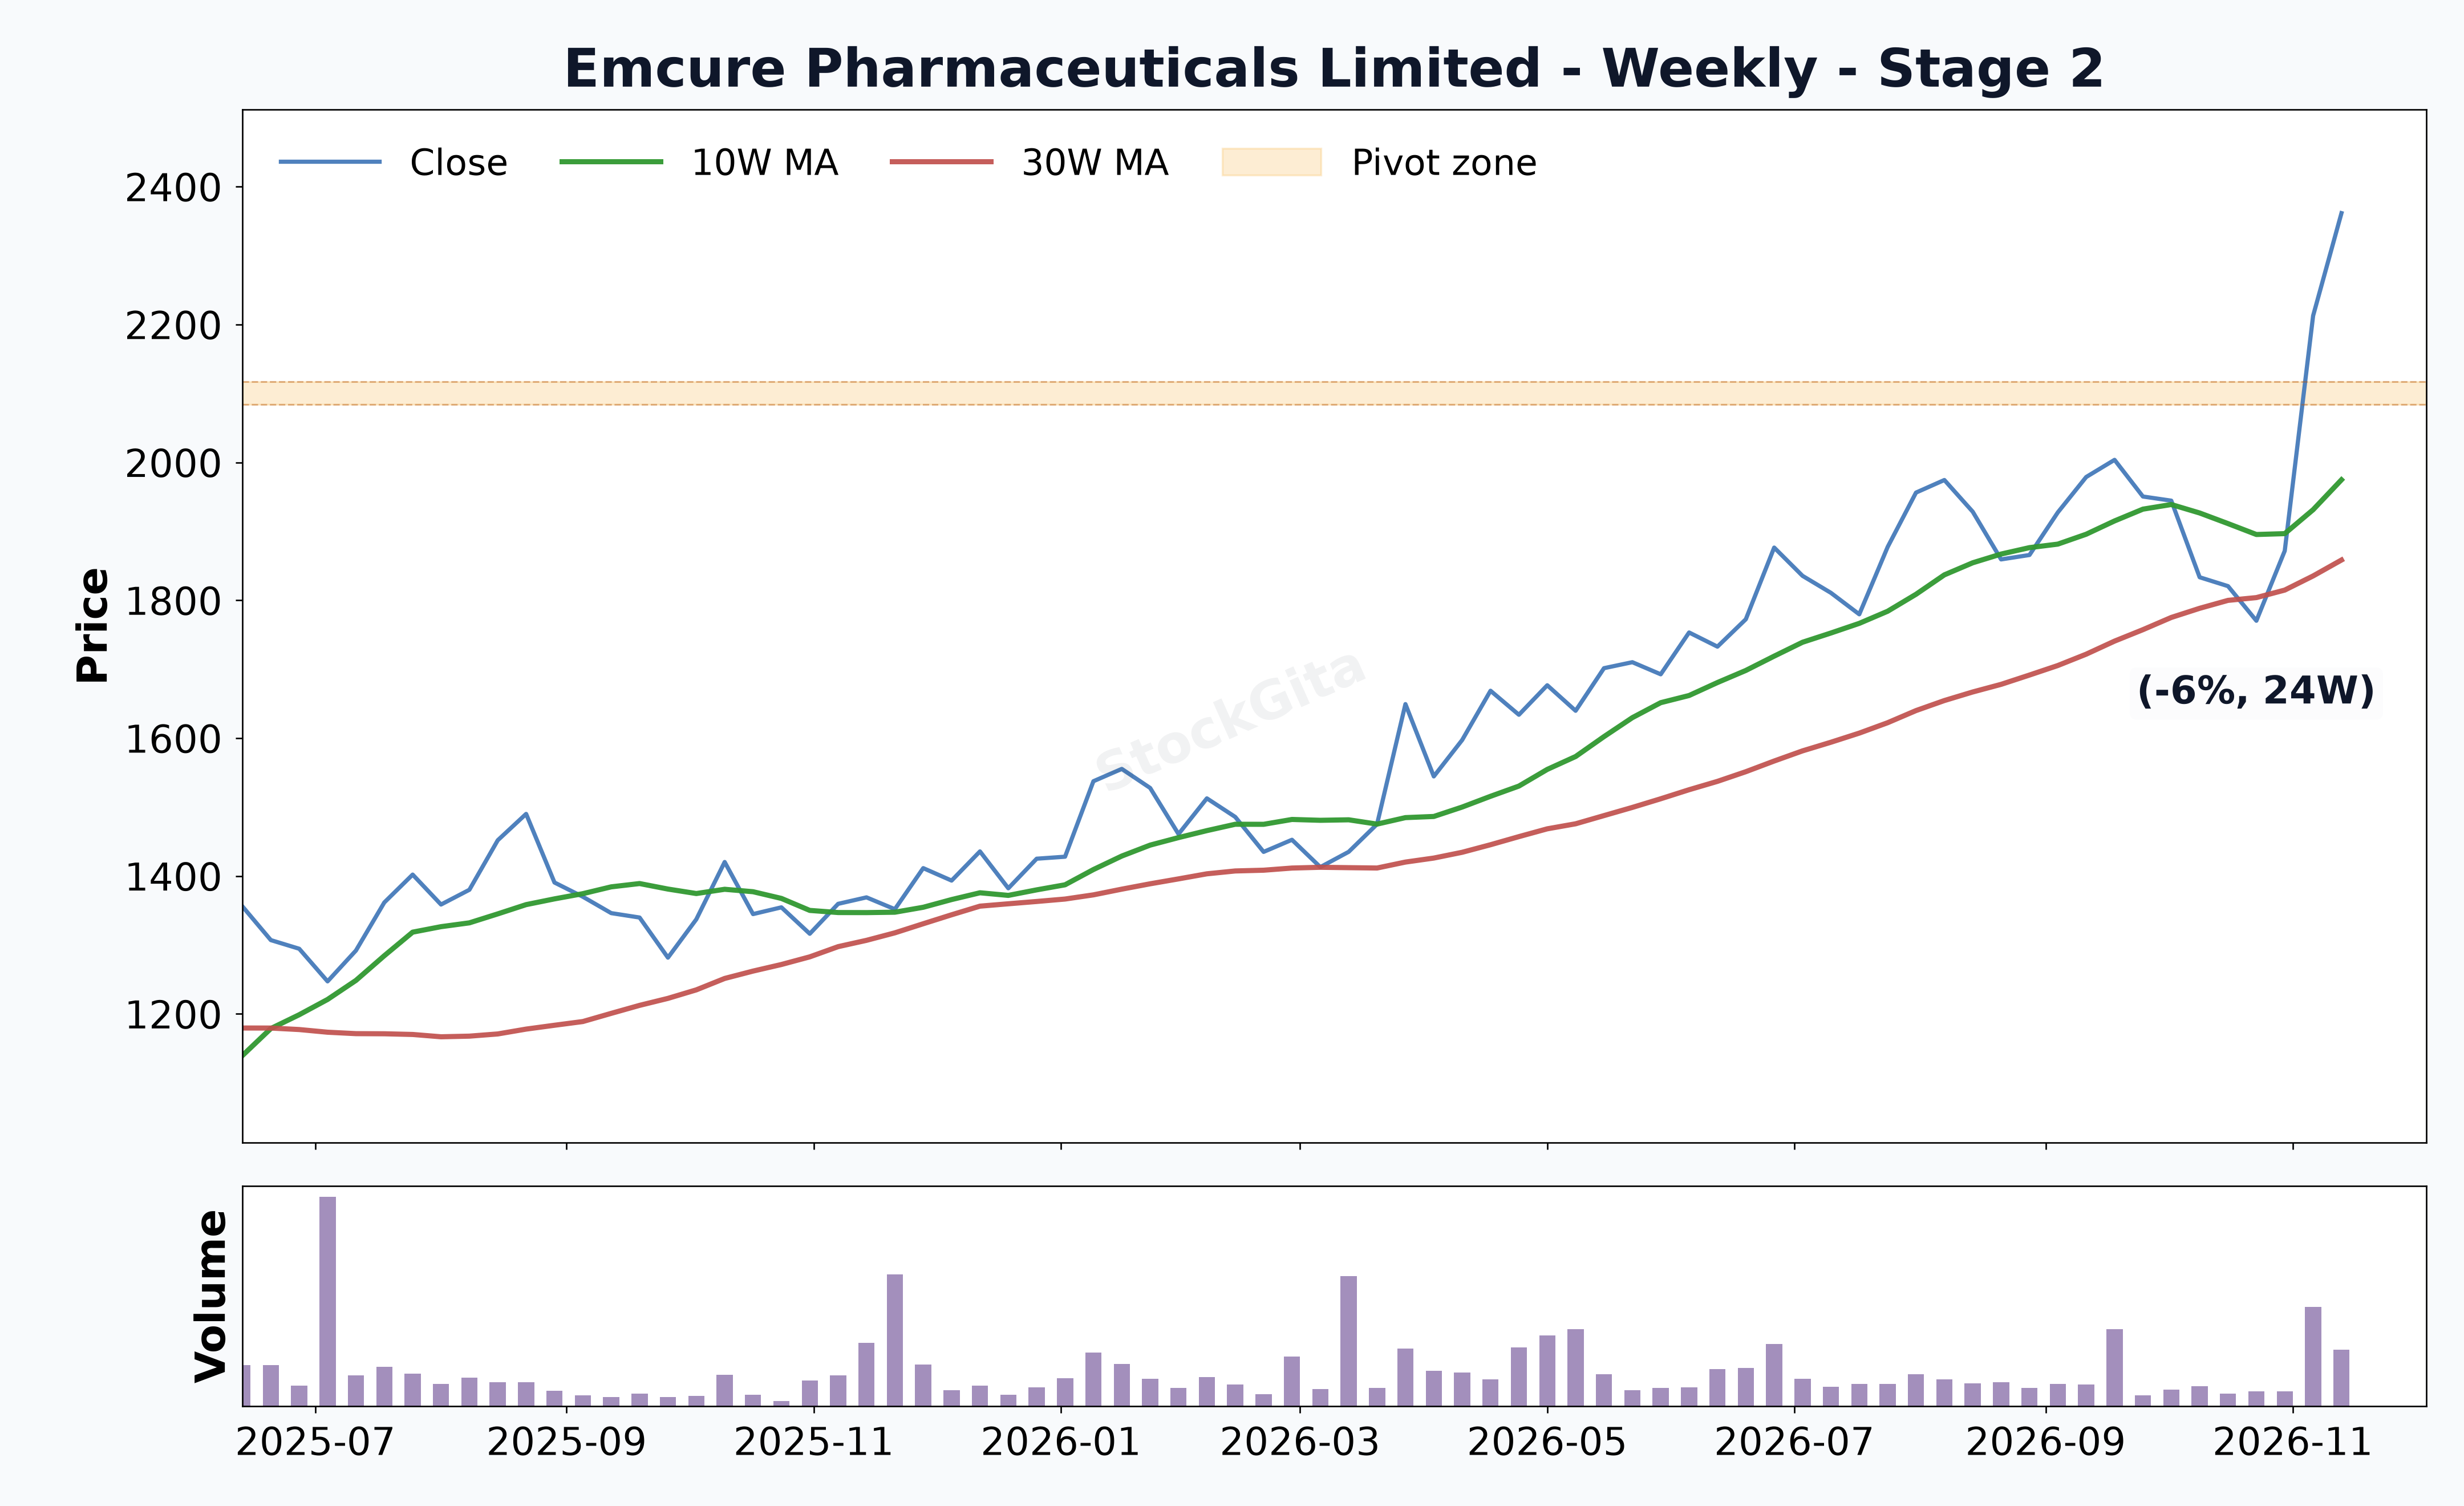 Emcure Pharmaceuticals Limited - Weekly - Stage 2
Close
10W MA
30W MA
Pivot zone
2400
2200
2000
1800
1600
1400
1200
Price
StockGita
(-6%, 24W)
Volume
2025-07
2025-09
2025-11
2026-01
2026-03
2026-05
2026-07
2026-09
2026-11